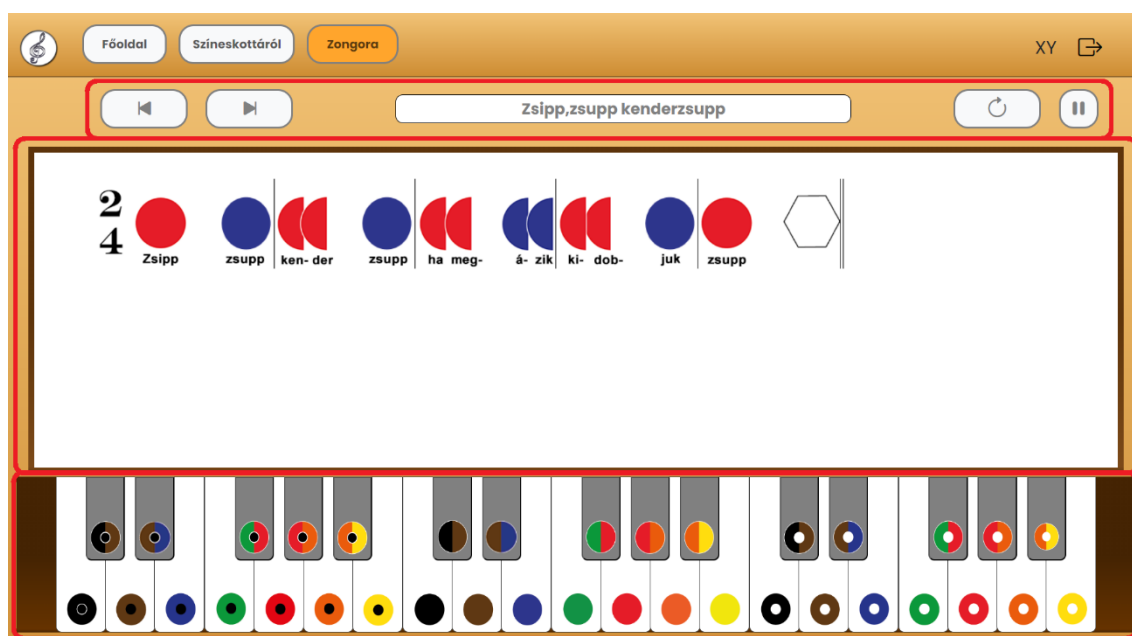 Főoldal Színeskottáról Zongora XY
Zsipp,zsupp kenderzsupp
2
4
Zsipp zsupp ken- der zsupp ha meg- á- zik ki- dob- juk zsupp